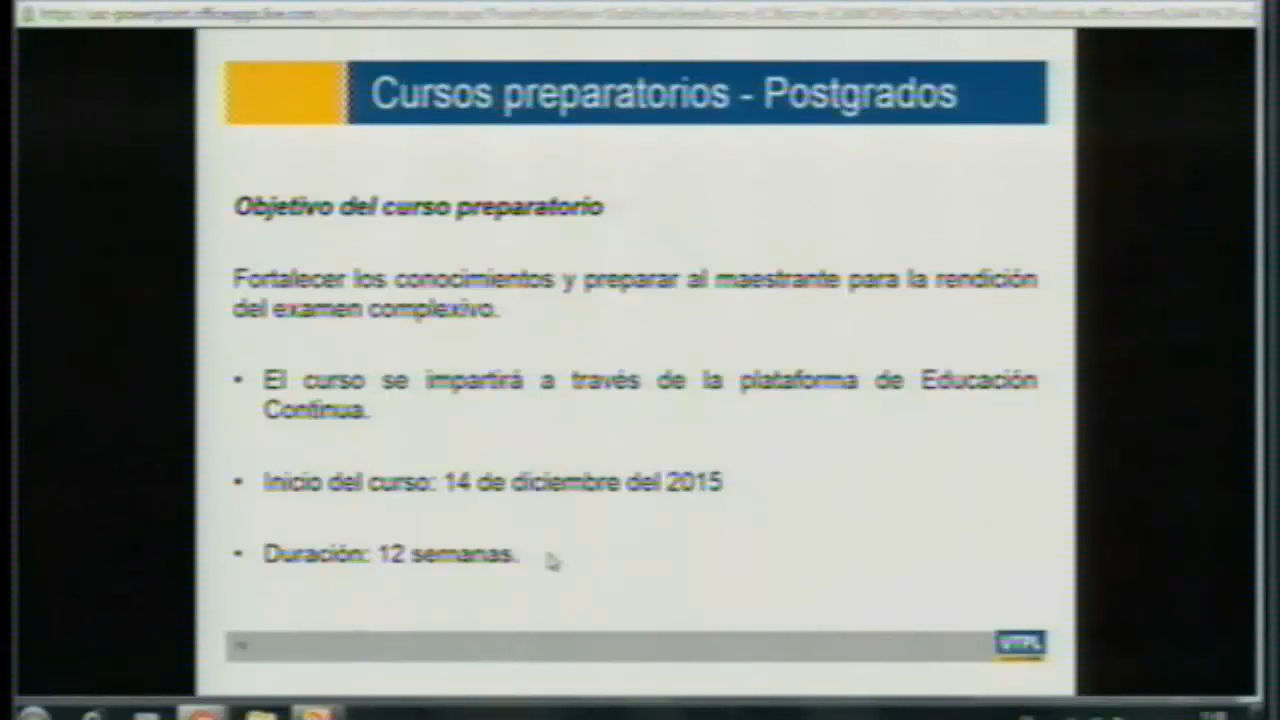 Cursos preparatorios - Postgrados
Objetivo del curso preparatorio
Fortalecer los conocimientos y preparar al maestrante para la rendición
del examen complexivo.
• El curso se impartirá a través de la plataforma de Educación
Continua.
• Inicio del curso: 14 de diciembre del 2015
• Duración: 12 semanas.
UTPL